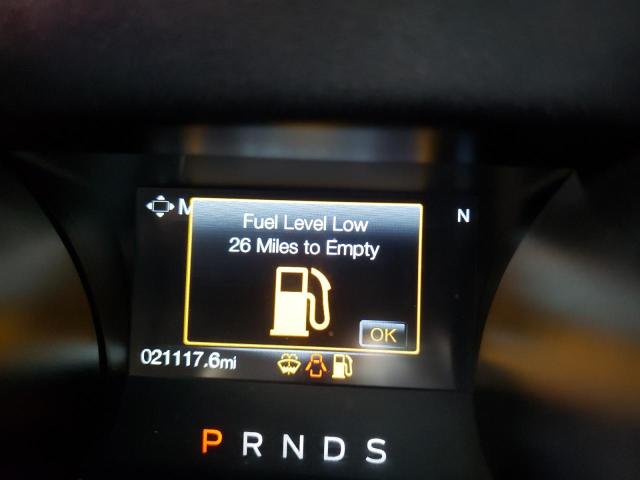 M
N
Fuel Level Low
26 Miles to Empty
OK
021117.6mi
P R N D S